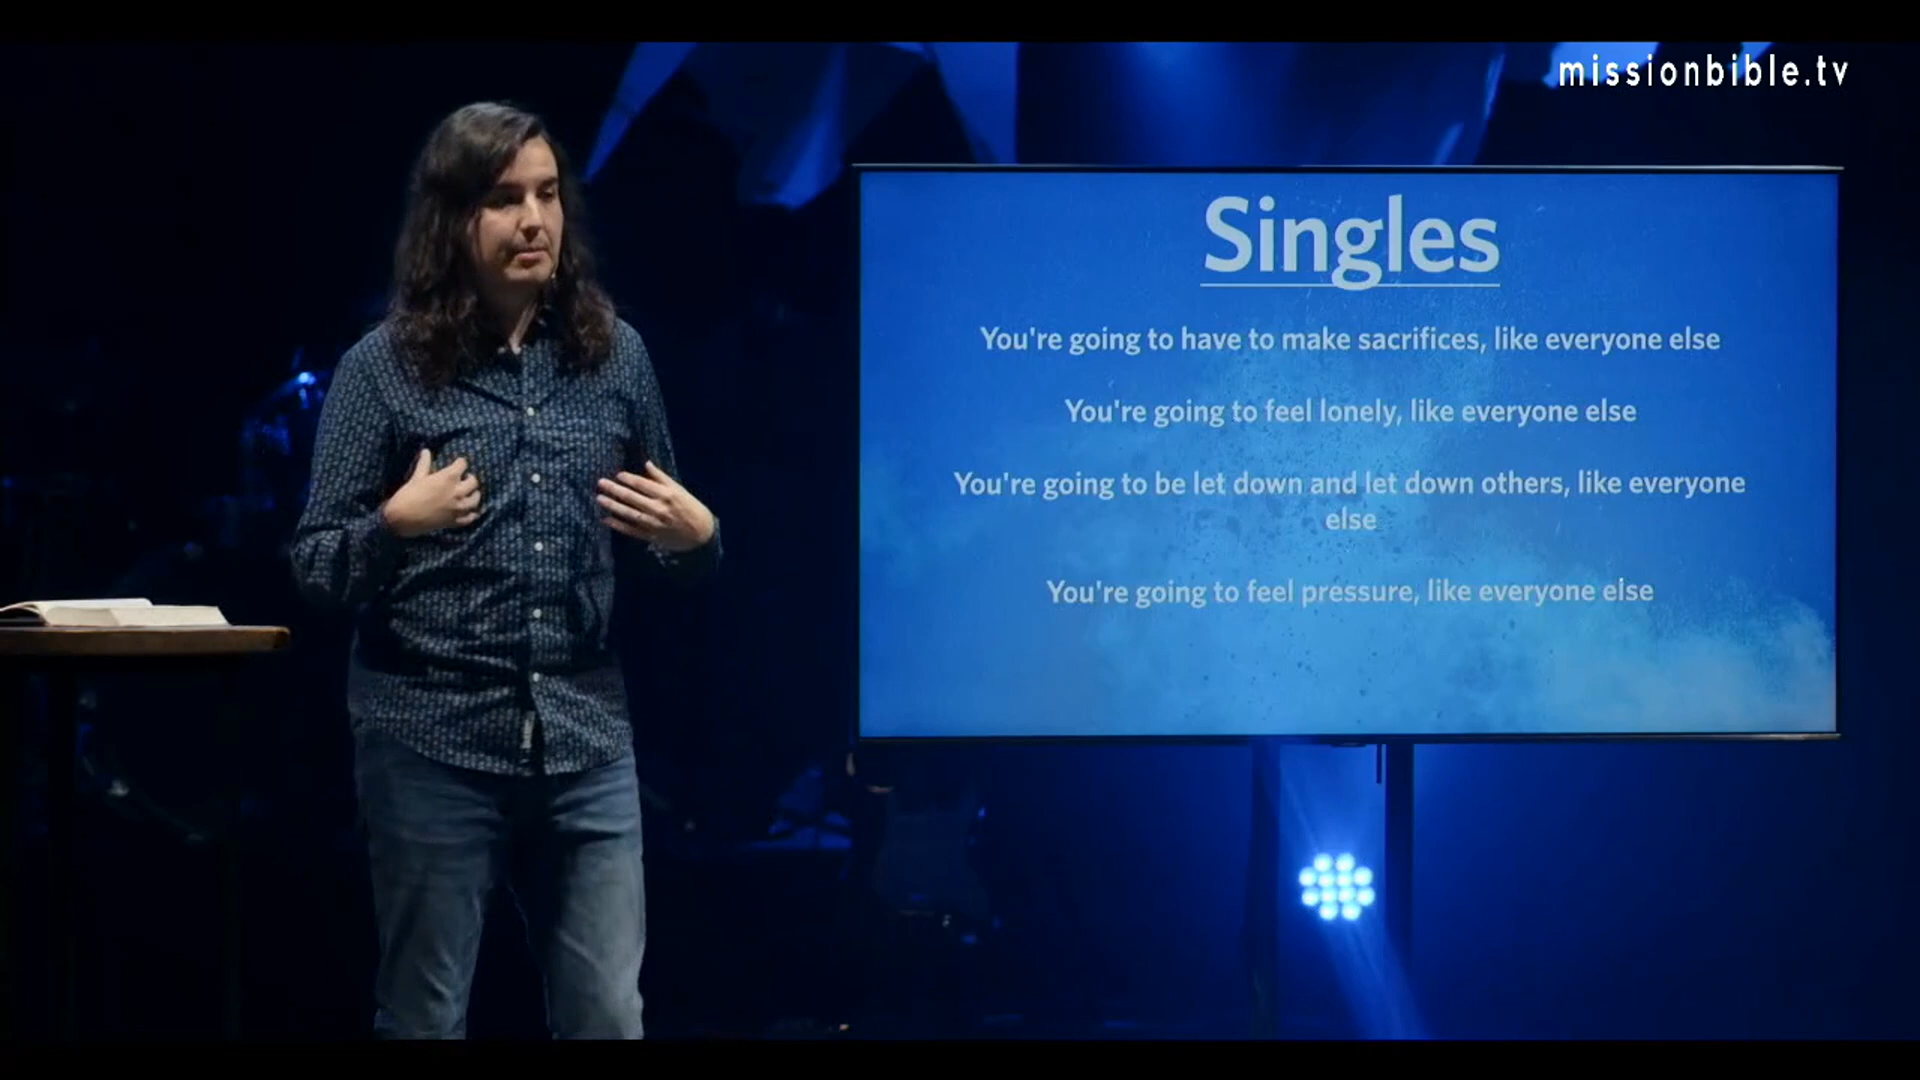 missionbible.tv
Singles
You're going to have to make sacrifices, like everyone else
You're going to feel lonely, like everyone else
You're going to be let down and let down others, like everyone
else
You're going to feel pressure, like everyone else